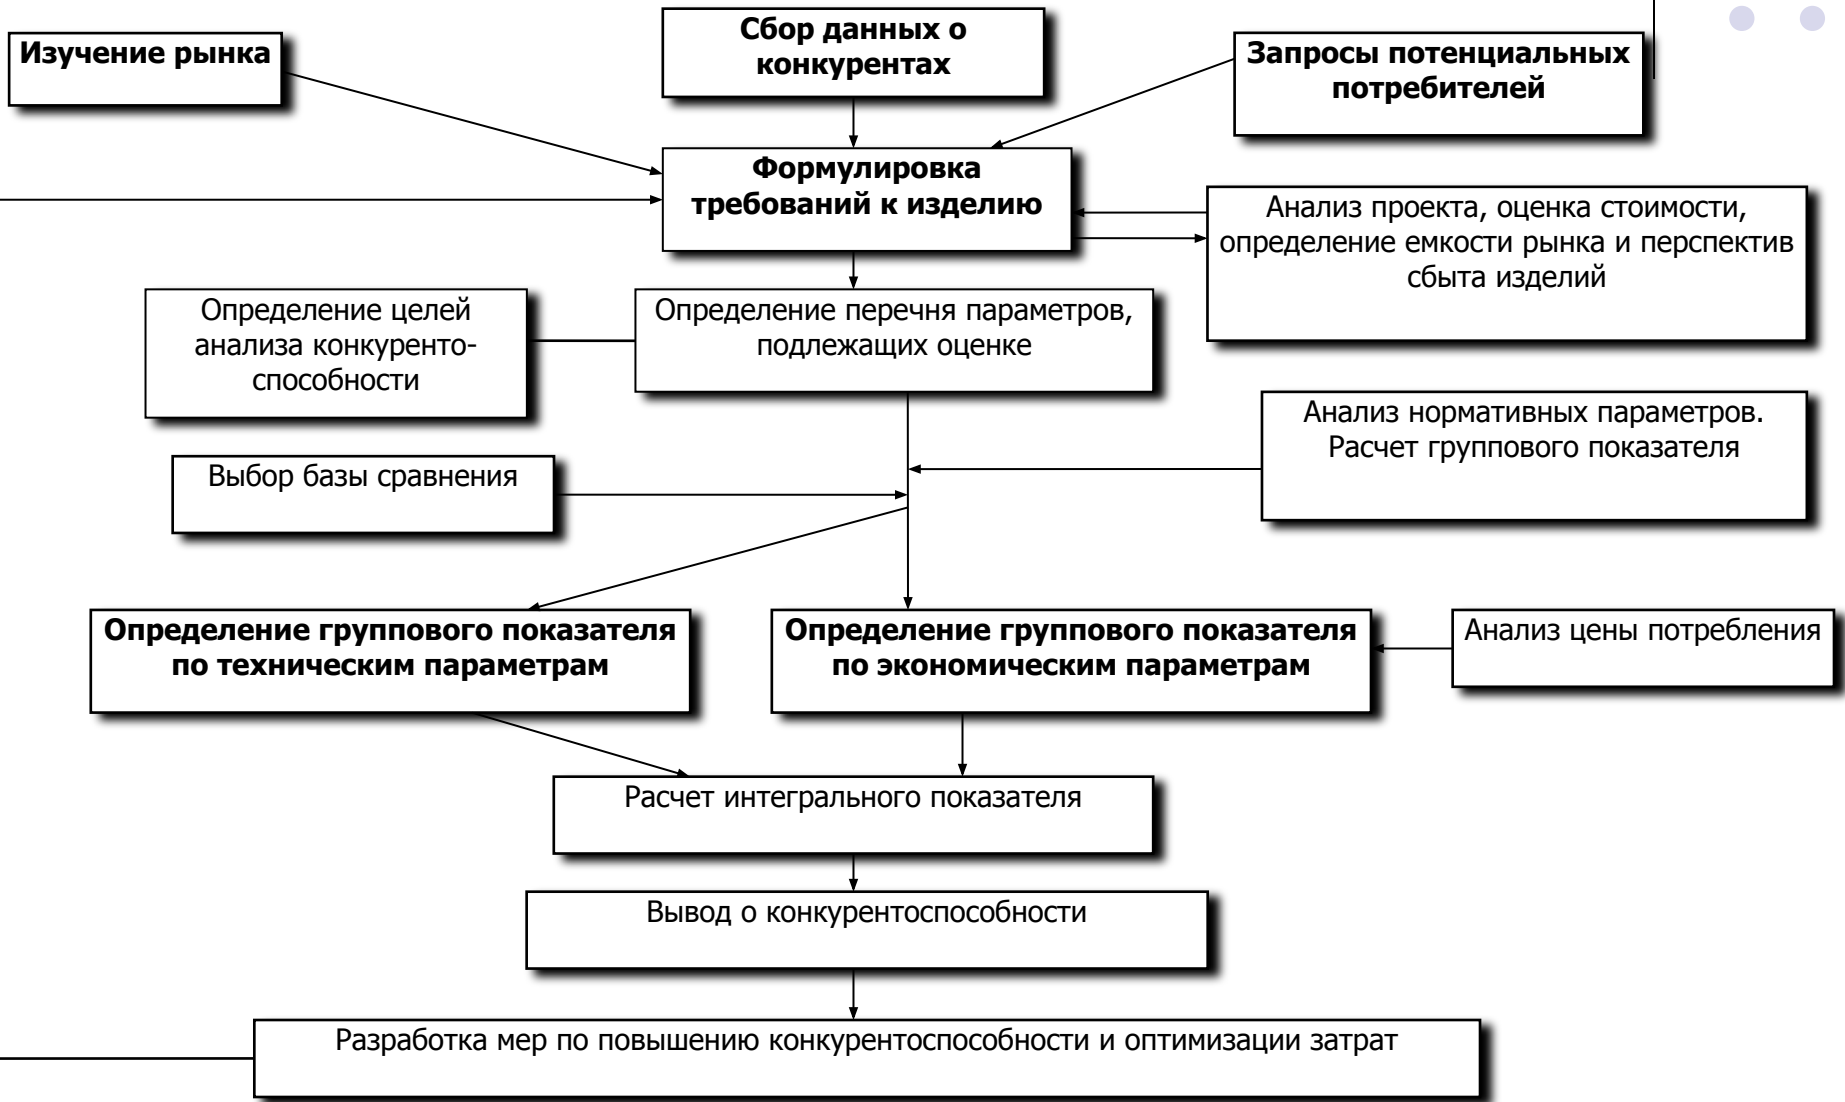 Изучение рынка
Сбор данных о
конкурентах
Запросы потенциальных
потребителей
Формулировка
требований к изделию
Анализ проекта, оценка стоимости,
определение емкости рынка и перспектив
сбыта изделий
Определение целей
анализа конкуренто-
способности
Определение перечня параметров,
подлежащих оценке
Анализ нормативных параметров.
Расчет группового показателя
Выбор базы сравнения
Определение группового показателя
по техническим параметрам
Определение группового показателя
по экономическим параметрам
Анализ цены потребления
Расчет интегрального показателя
Вывод о конкурентоспособности
Разработка мер по повышению конкурентоспособности и оптимизации затрат